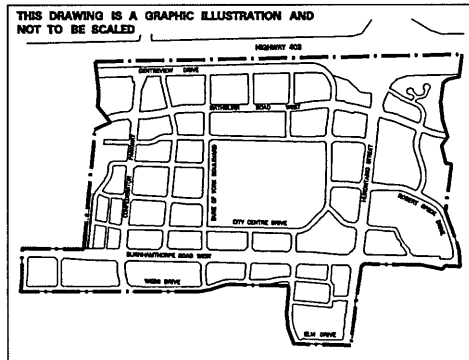 THIS DRAWING IS A GRAPHIC ILLUSTRATION AND
NOT TO BE SCALED
HIGHWAY 403
CENTREVIEW DRIVE
RATHBURN ROAD WEST
CONFEDERATION PARKWAY
DUKE OF YORK BOULEVARD
HURONTARIO STREET
ROBERT SPECK PKWY.
CITY CENTRE DRIVE
BURNHAMTHORPE ROAD WEST
WEBB DRIVE
ELM DRIVE